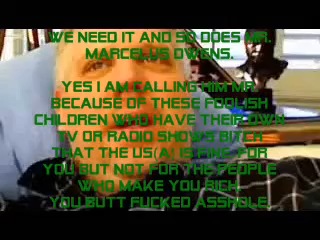 WE NEED IT AND SO DOES MR.
MARCELUS OWENS.
YES I AM CALLING HIM MR.
BECAUSE OF THESE FOOLISH
CHILDREN WHO HAVE THEIR OWN
TV OR RADIO SHOWS BITCH
THAT THE US(A) IS FINE FOR
YOU BUT NOT FOR THE PEOPLE
WHO MAKE YOU RICH,
YOU BUTT FUCKED ASSHOLE.